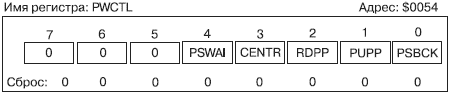 Имя регистра: PWCTL Адрес: $0054
7 6 5 4 3 2 1 0
0 0 0 PSWAI CENTR RDPP PUPP PSBCK
Сброс: 0 0 0 0 0 0 0 0